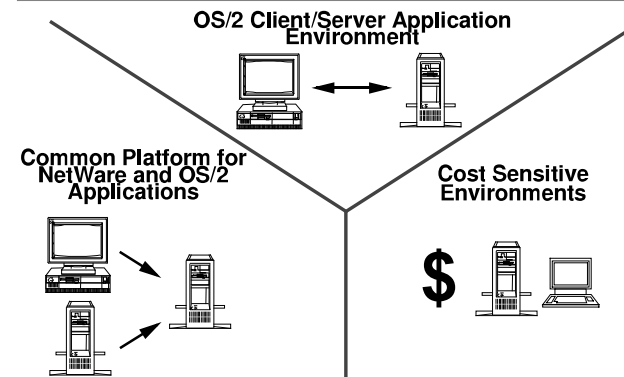 OS/2 Client/Server Application
Environment
Common Platform for
NetWare and OS/2
Applications
Cost Sensitive
Environments
$